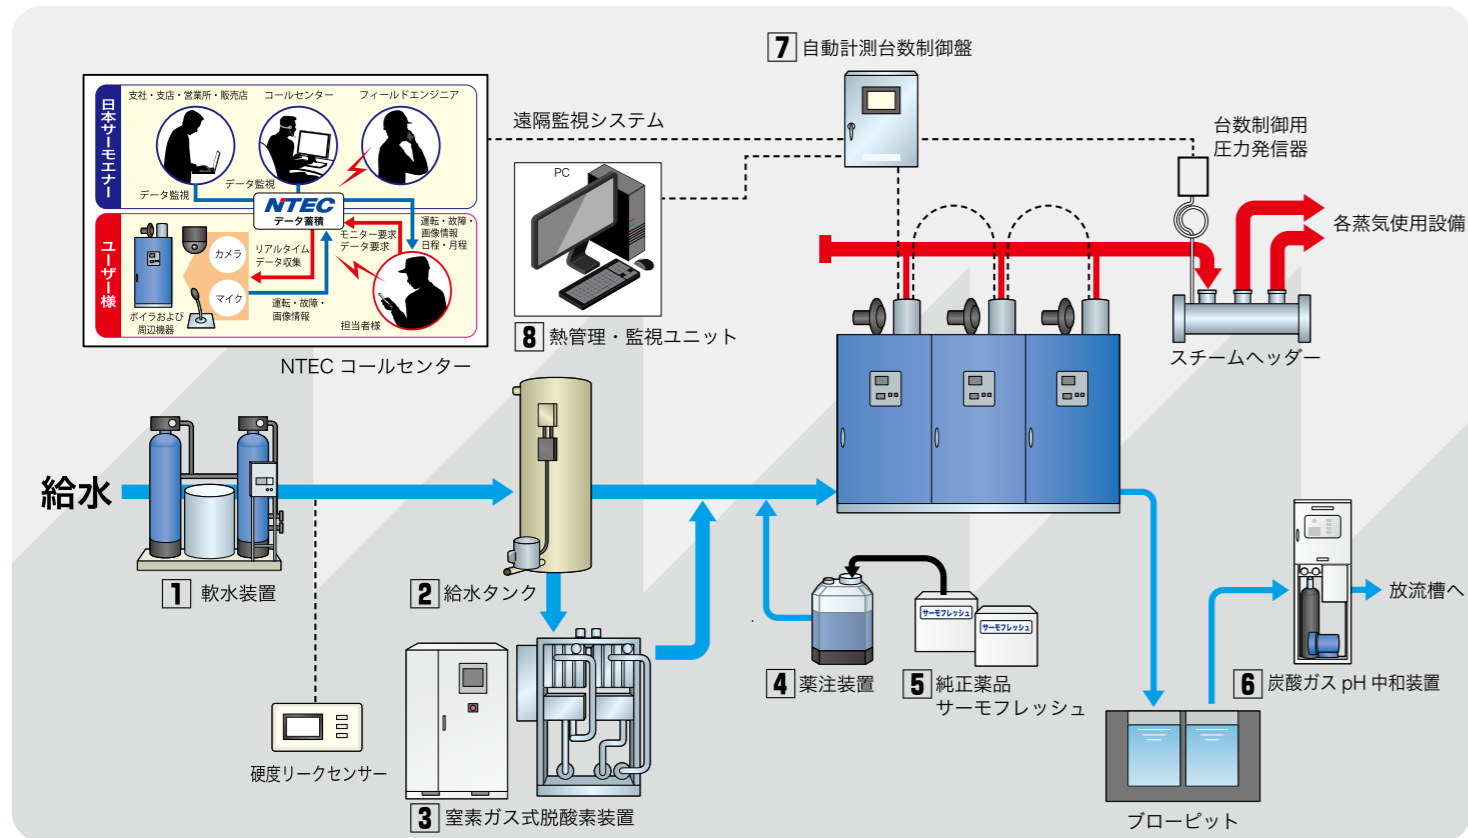 7 自動計測台数制御盤
日本サーモエナー
支社・支店・営業所・販売店
コールセンター
フィールドエンジニア
データ監視
データ監視
NTEC
データ蓄積
ユーザー様
カメラ
マイク
リアルタイム
データ収集
モニター要求
データ要求
運転・故障・
画像情報
日程・月程
ボイラおよび
周辺機器
運転・故障・
画像情報
担当者様
NTEC コールセンター
遠隔監視システム
PC
8 熱管理・監視ユニット
台数制御用
圧力発信器
各蒸気使用設備
スチームヘッダー
給水
1 軟水装置
2 給水タンク
硬度リークセンサー
3 窒素ガス式脱酸素装置
サーモフレッシュ
サーモフレッシュ
4 薬注装置
5 純正薬品
サーモフレッシュ
放流槽へ
6 炭酸ガス pH 中和装置
ブローピット